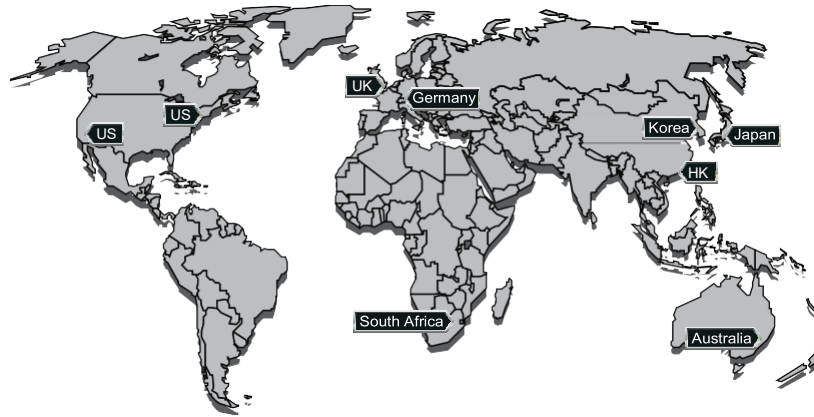 UK
Germany
US
US
Korea
Japan
HK
South Africa
Australia